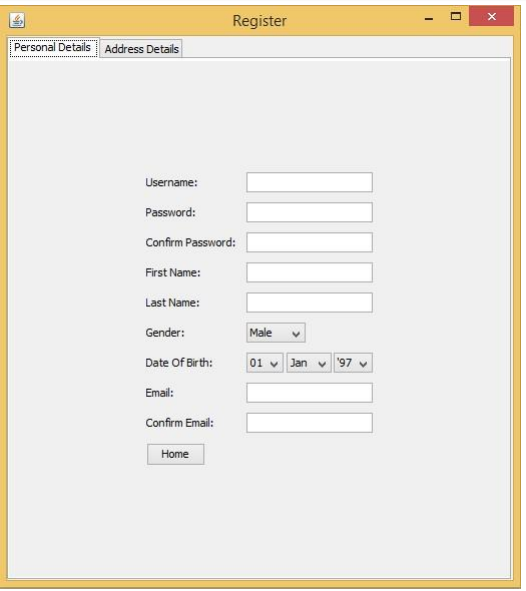 Register
Personal Details Address Details
Username:
Password:
Confirm Password:
First Name:
Last Name:
Gender: Male
Date Of Birth: 01 Jan '97
Email:
Confirm Email:
Home